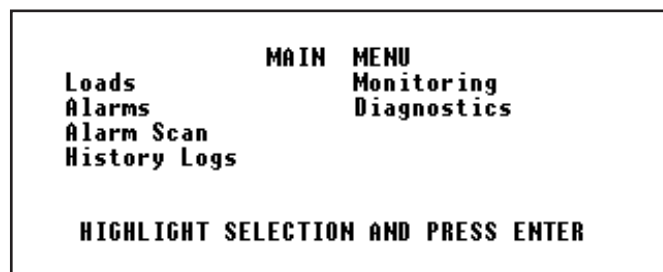 MAIN MENU
Loads Monitoring
Alarms Diagnostics
Alarm Scan
History Logs
HIGHLIGHT SELECTION AND PRESS ENTER